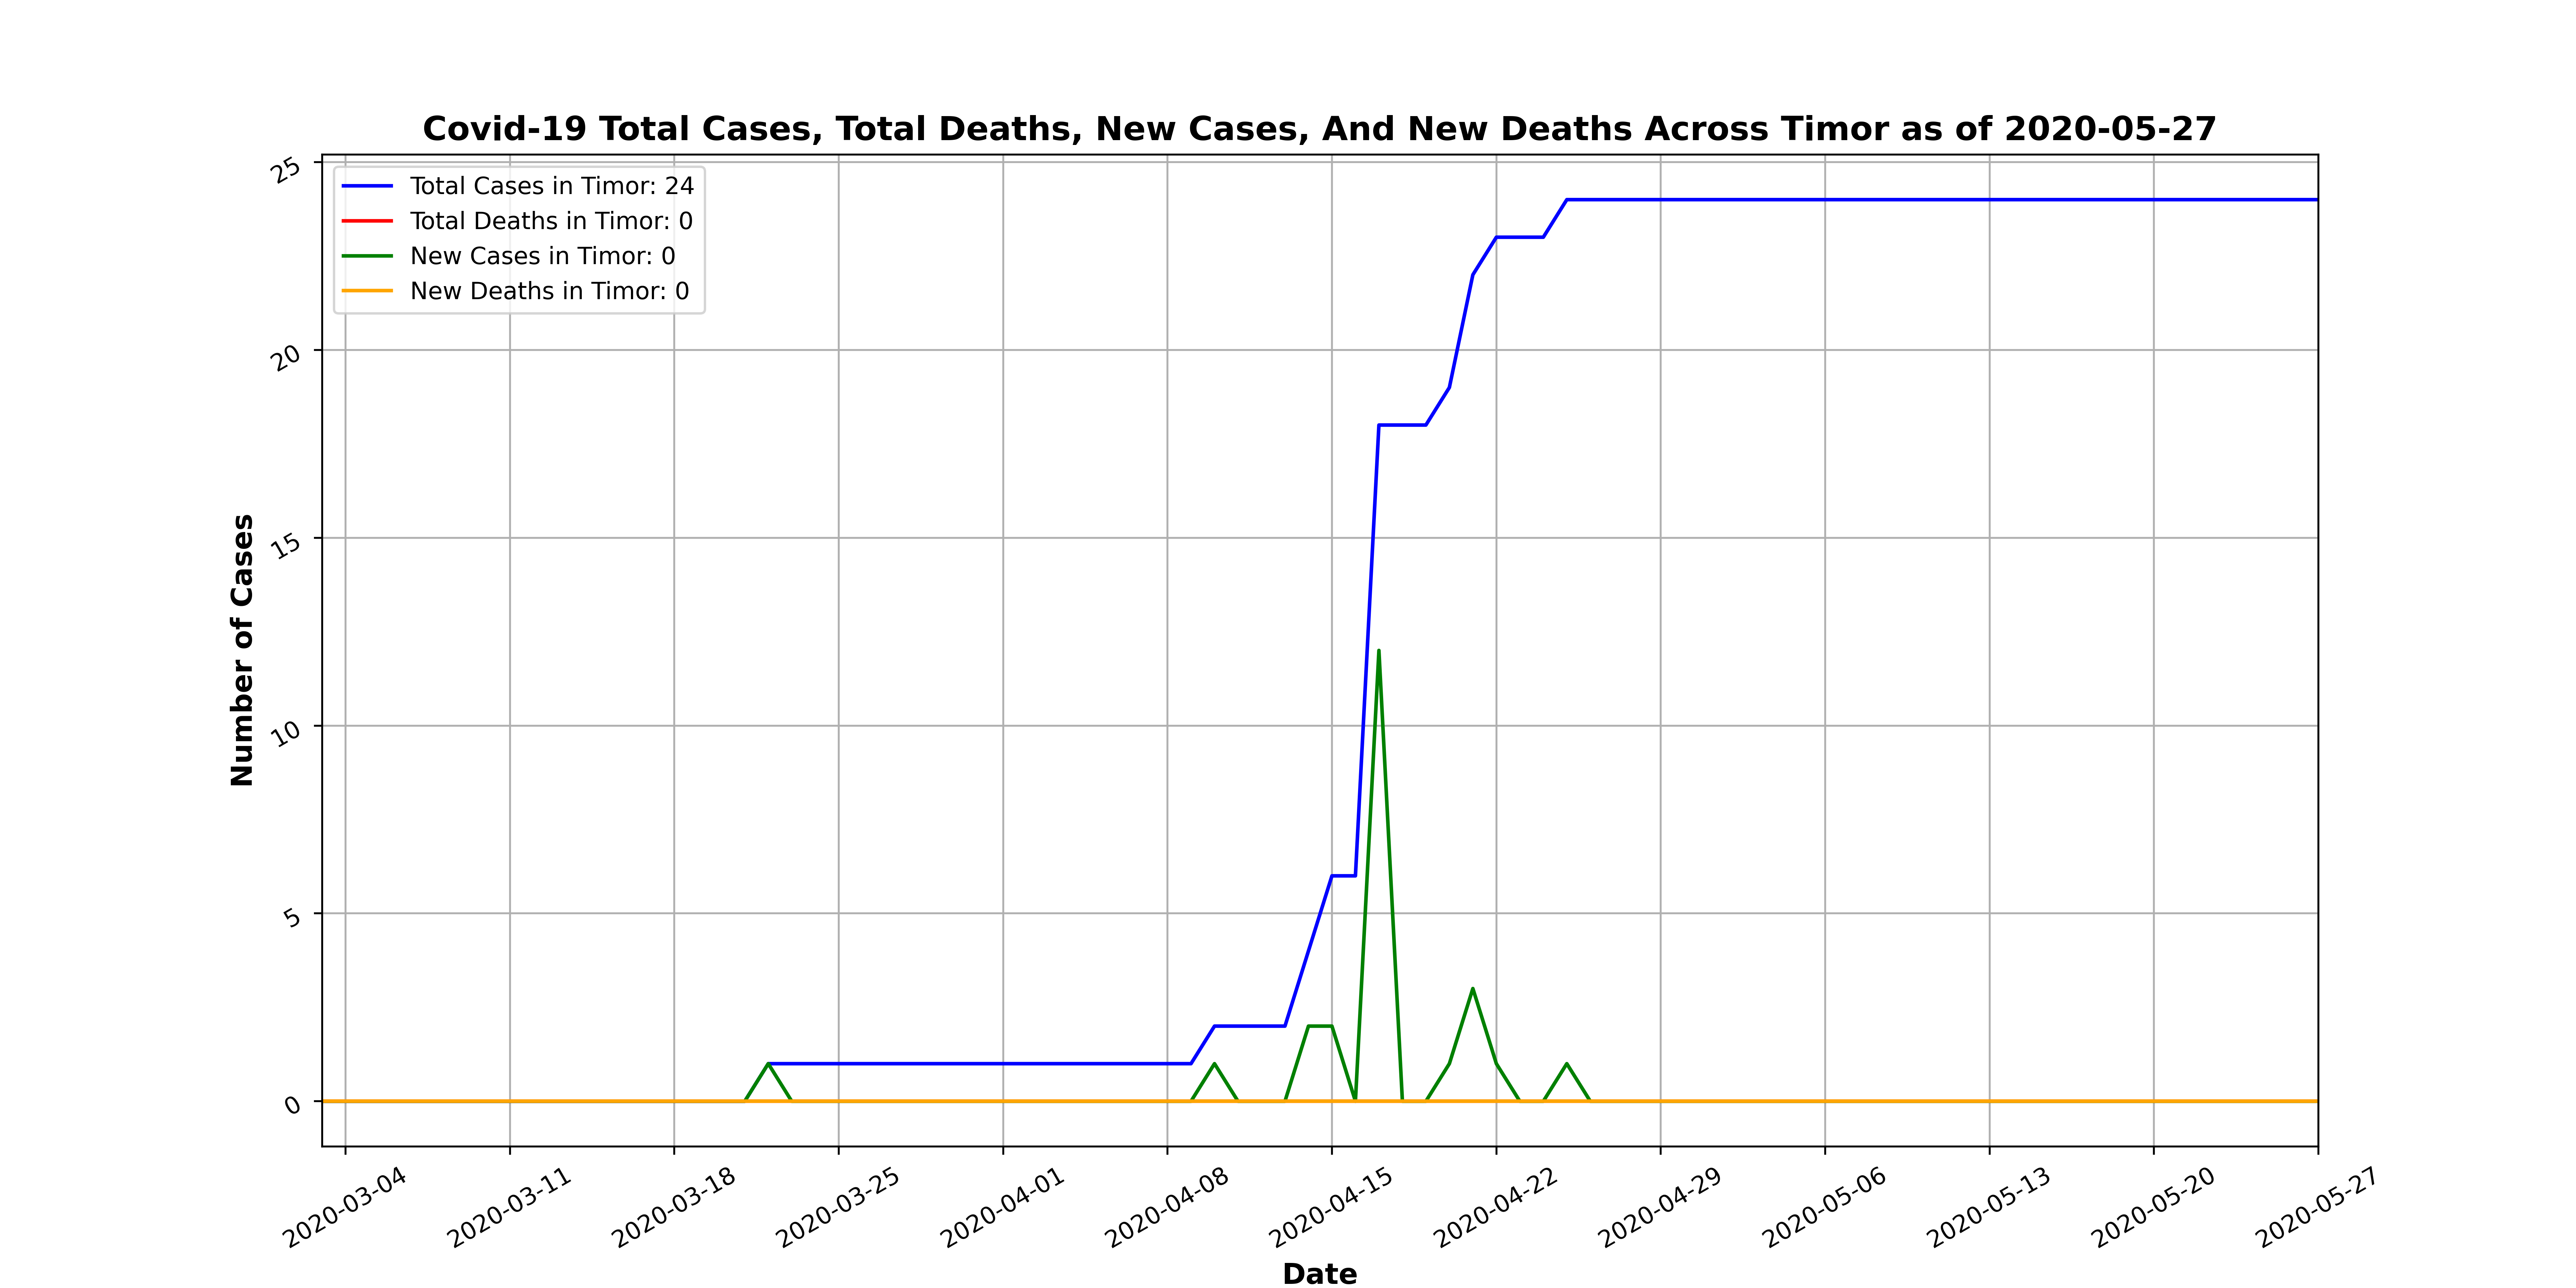 Covid-19 Total Cases, Total Deaths, New Cases, And New Deaths Across Timor as of 2020-05-27
Total Cases in Timor: 24
Total Deaths in Timor: 0
New Cases in Timor: 0
New Deaths in Timor: 0
Number of Cases
25
20
15
10
5
0
2020-03-04
2020-03-11
2020-03-18
2020-03-25
2020-04-01
2020-04-08
2020-04-15
2020-04-22
2020-04-29
2020-05-06
2020-05-13
2020-05-20
2020-05-27
Date